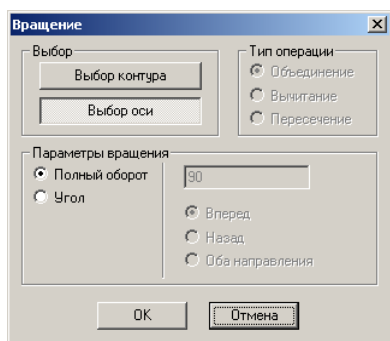 Вращение
Выбор
Выбор контура
Выбор оси
Тип операции
Объединение
Вычитание
Пересечение
Параметры вращения
Полный оборот
Угол
90
Вперед
Назад
Оба направления
OK
Отмена